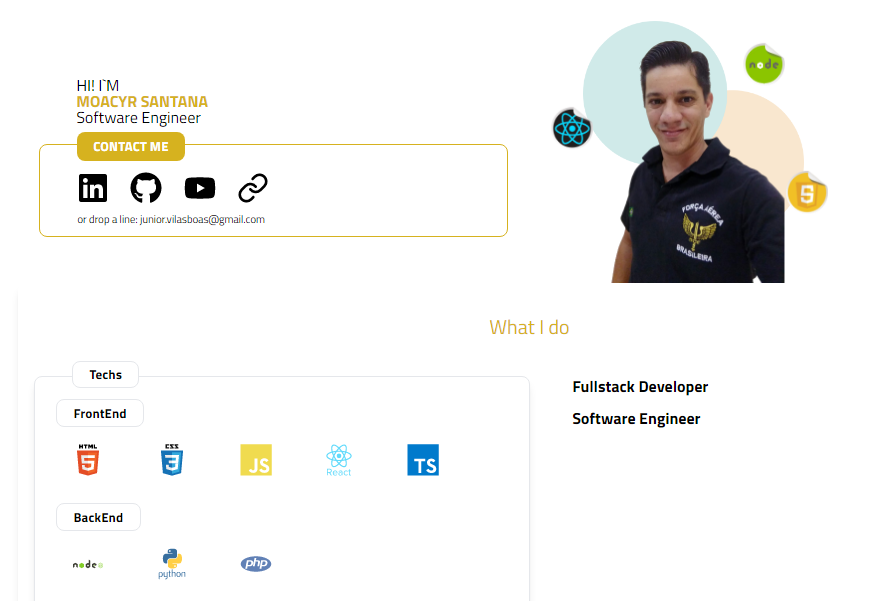 HI! I`M
MOACYR SANTANA
Software Engineer
CONTACT ME
in
or drop a line: junior.vilasboas@gmail.com
node
5
FORÇA AÉREA
BRASILEIRA
What I do
Techs
FrontEnd
HTML
5
CSS
3
JS
React
TS
BackEnd
node
python
php
Fullstack Developer
Software Engineer